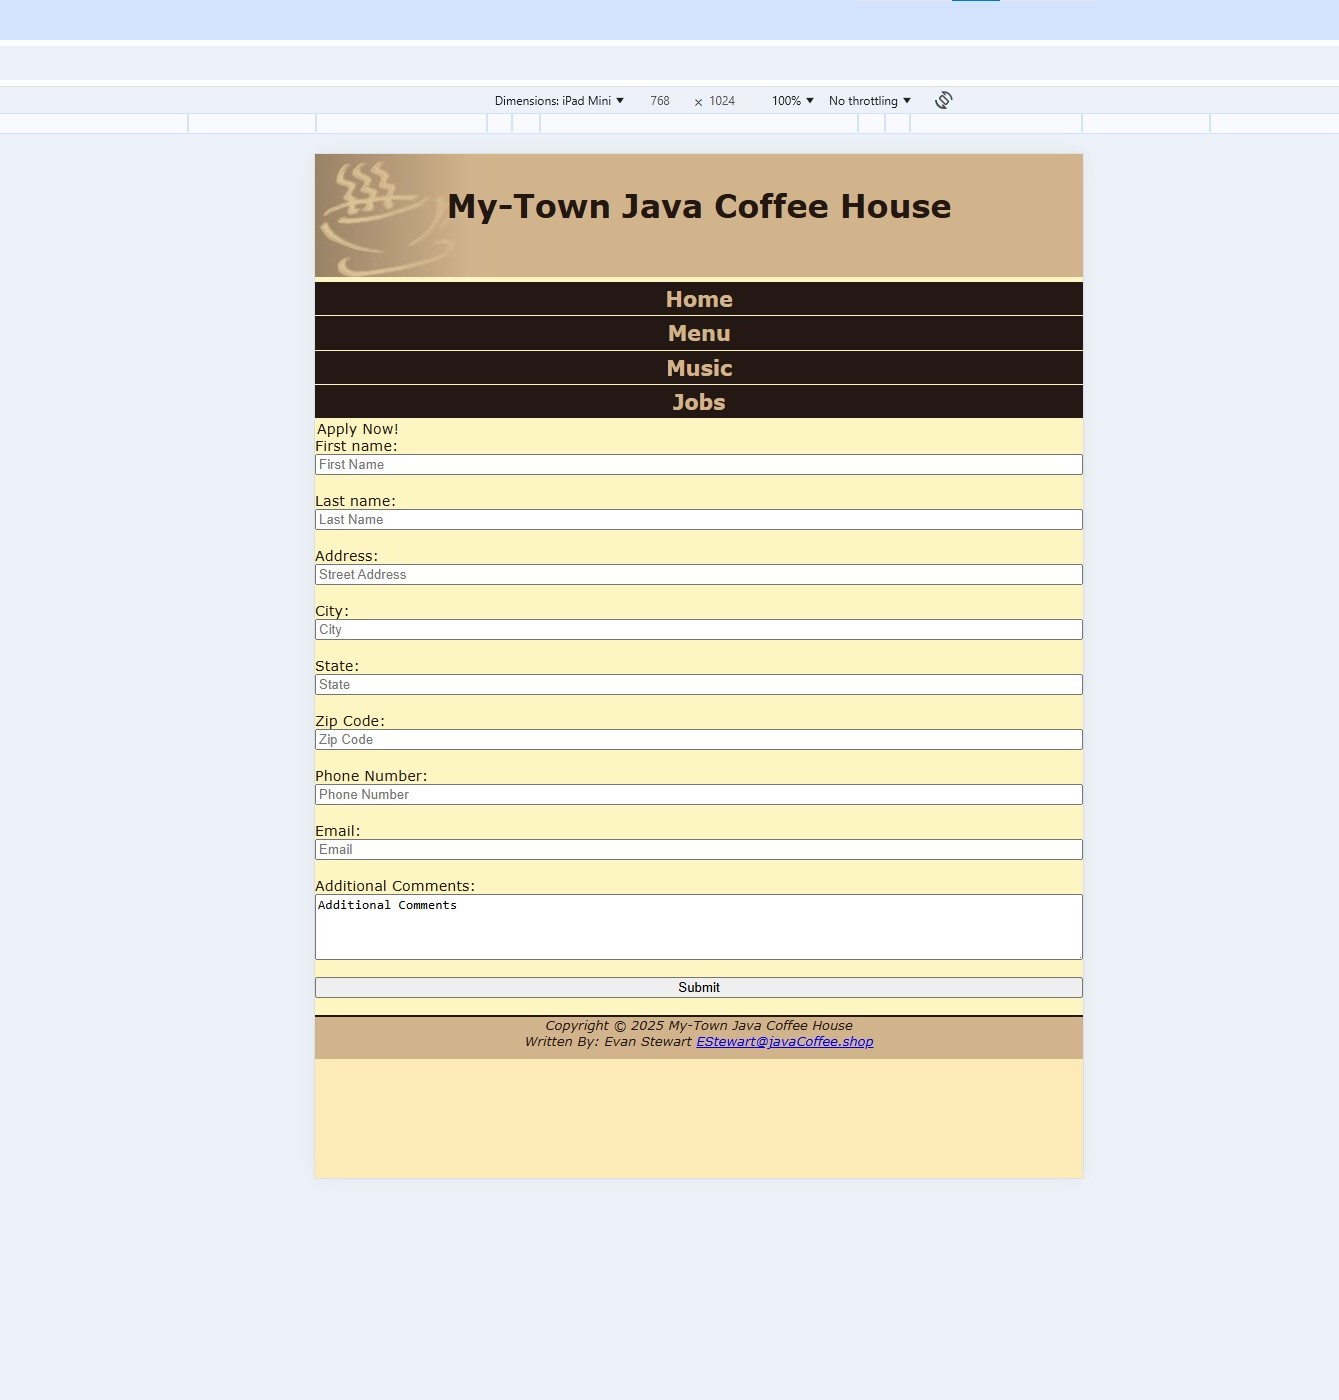 Dimensions: iPad Mini 768 × 1024 100% No throttling
My-Town Java Coffee House
Home
Menu
Music
Jobs
Apply Now!
First name:
First Name
Last name:
Last Name
Address:
Street Address
City:
City
State:
State
Zip Code:
Zip Code
Phone Number:
Phone Number
Email:
Email
Additional Comments:
Additional Comments
Submit
Copyright © 2025 My-Town Java Coffee House
Written By: Evan Stewart EStewart@javaCoffee.shop